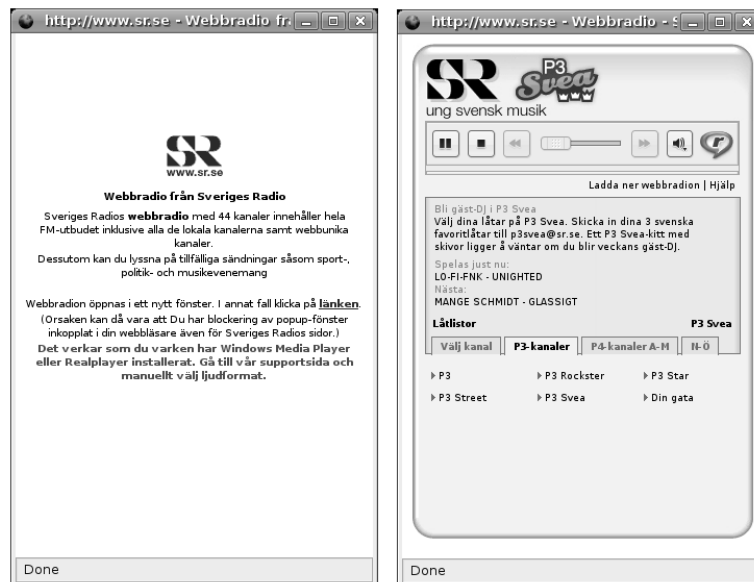 http://www.sr.se - Webbradio fr
SR
www.sr.se
Webbradio från Sveriges Radio
Sveriges Radios webbradio med 44 kanaler innehåller hela
FM-utbudet inklusive alla de lokala kanalerna samt webbunika
kanaler.
Dessutom kan du lyssna på tillfälliga sändningar såsom sport-,
politik- och musikevenemang
Webbradion öppnas i ett nytt fönster. I annat fall klicka på länken.
(Orsaken kan då vara att Du har blockering av popup-fönster
inkopplat i din webbläsare även för Sveriges Radios sidor.)
Det verkar som du varken har Windows Media Player
eller Realplayer installerat. Gå till vår supportsida och
manuellt välj ljudformat.
Done
http://www.sr.se - Webbradio - S
SR P3 Svea
ung svensk musik
Ladda ner webbradion | Hjälp
Bli gäst-DJ i P3 Svea
Välj dina låtar på P3 Svea. Skicka in dina 3 svenska
favoritlåtar till p3svea@sr.se. Ett P3 Svea-kitt med
skivor ligger å väntar om du blir veckans gäst-DJ.
Spelas just nu:
LO-FI-FNK - UNIGHTED
Nästa:
MANGE SCHMIDT - GLASSIGT
Låtlistor P3 Svea
Välj kanal P3-kanaler P4-kanaler A-M N-Ö
P3 P3 Rockster P3 Star
P3 Street P3 Svea Din gata
Done